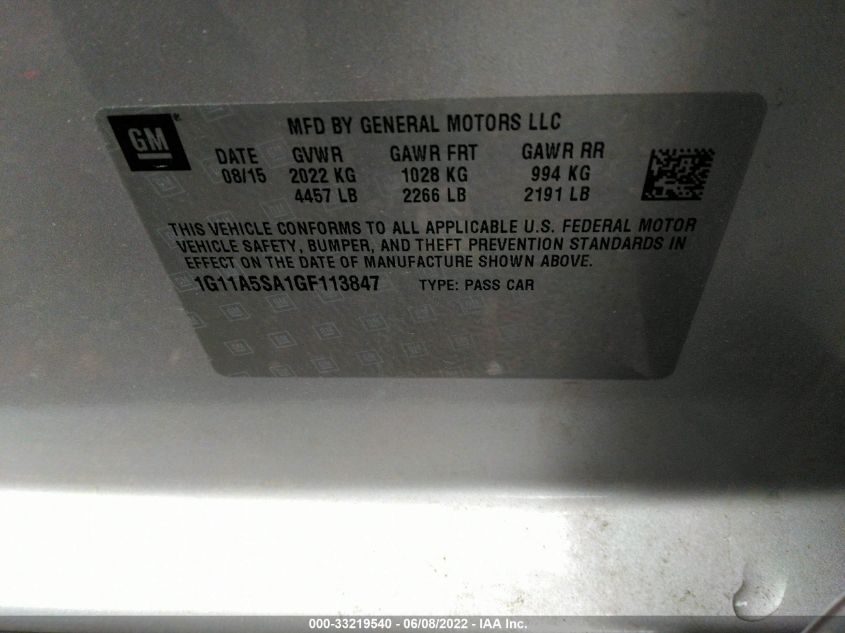 GM
MFD BY GENERAL MOTORS LLC
DATE GVWR GAWR FRT GAWR RR
08/15 2022 KG 1028 KG 994 KG
4457 LB 2266 LB 2191 LB
THIS VEHICLE CONFORMS TO ALL APPLICABLE U.S. FEDERAL MOTOR
VEHICLE SAFETY, BUMPER, AND THEFT PREVENTION STANDARDS IN
EFFECT ON THE DATE OF MANUFACTURE SHOWN ABOVE.
1G11A5SA1GF113847 TYPE: PASS CAR
000-33219540 - 06/08/2022 - IAA Inc.